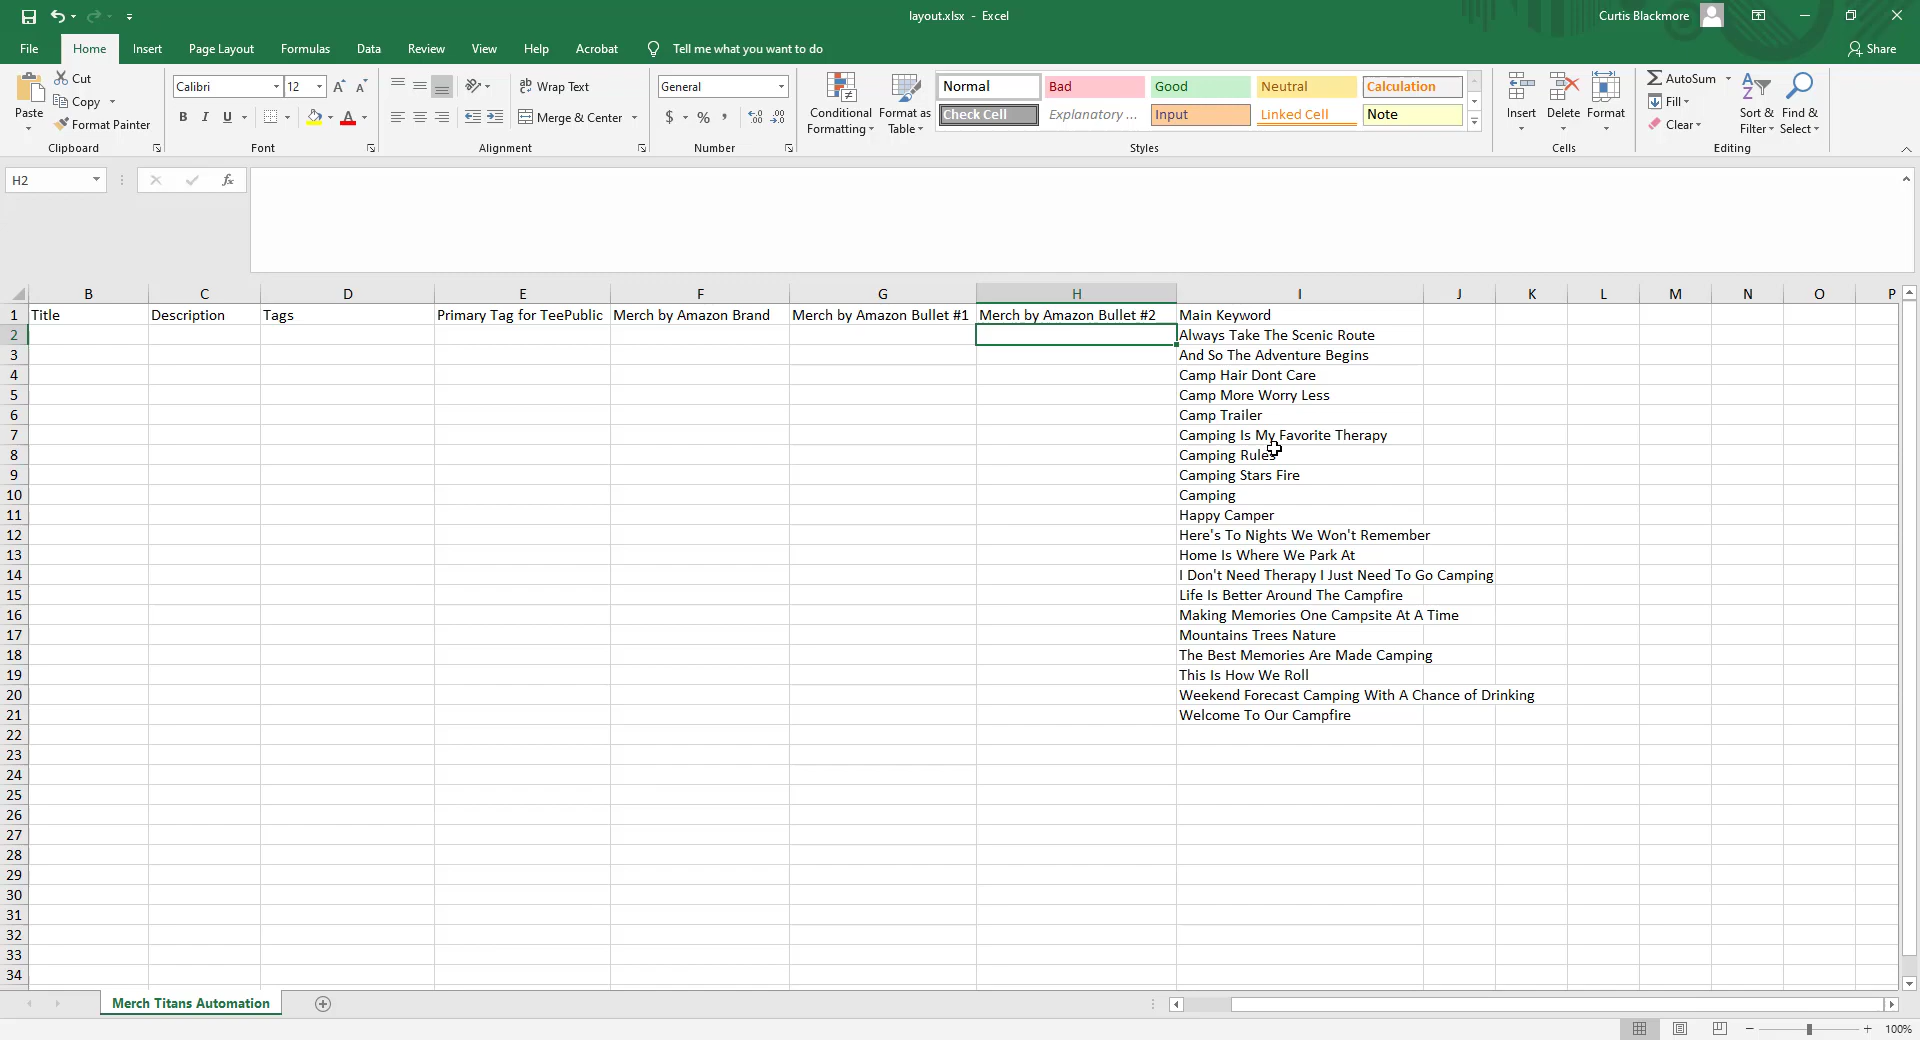 layout.xlsx - Excel
Curtis Blackmore
File Home Insert Page Layout Formulas Data Review View Help Acrobat Tell me what you want to do Share
Paste
Cut
Copy
Format Painter
Clipboard
Calibri 12
B I U A
Font
Wrap Text
Merge & Center
Alignment
General
$ % ,
Number
Conditional Formatting
Format as Table
Normal Bad Good Neutral Calculation
Check Cell Explanatory ... Input Linked Cell Note
Styles
Insert Delete Format
Cells
AutoSum
Fill
Clear
Sort & Filter
Find & Select
Editing
H2 fx
B C D E F G H I J K L M N O P
1 Title Description Tags Primary Tag for TeePublic Merch by Amazon Brand Merch by Amazon Bullet #1 Merch by Amazon Bullet #2 Main Keyword
2 Always Take The Scenic Route
3 And So The Adventure Begins
4 Camp Hair Dont Care
5 Camp More Worry Less
6 Camp Trailer
7 Camping Is My Favorite Therapy
8 Camping Rules
9 Camping Stars Fire
10 Camping
11 Happy Camper
12 Here's To Nights We Won't Remember
13 Home Is Where We Park At
14 I Don't Need Therapy I Just Need To Go Camping
15 Life Is Better Around The Campfire
16 Making Memories One Campsite At A Time
17 Mountains Trees Nature
18 The Best Memories Are Made Camping
19 This Is How We Roll
20 Weekend Forecast Camping With A Chance of Drinking
21 Welcome To Our Campfire
22
23
24
25
26
27
28
29
30
31
32
33
34
Merch Titans Automation
100%